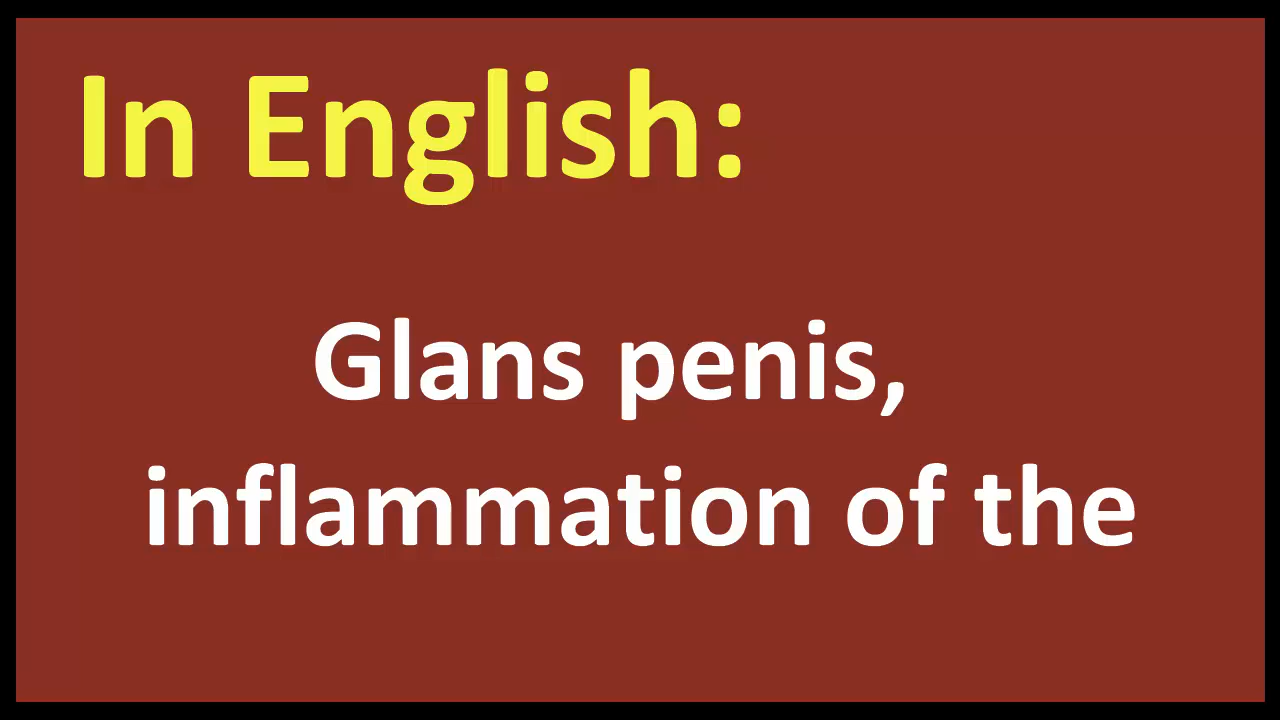 In English:
Glans penis,
inflammation of the